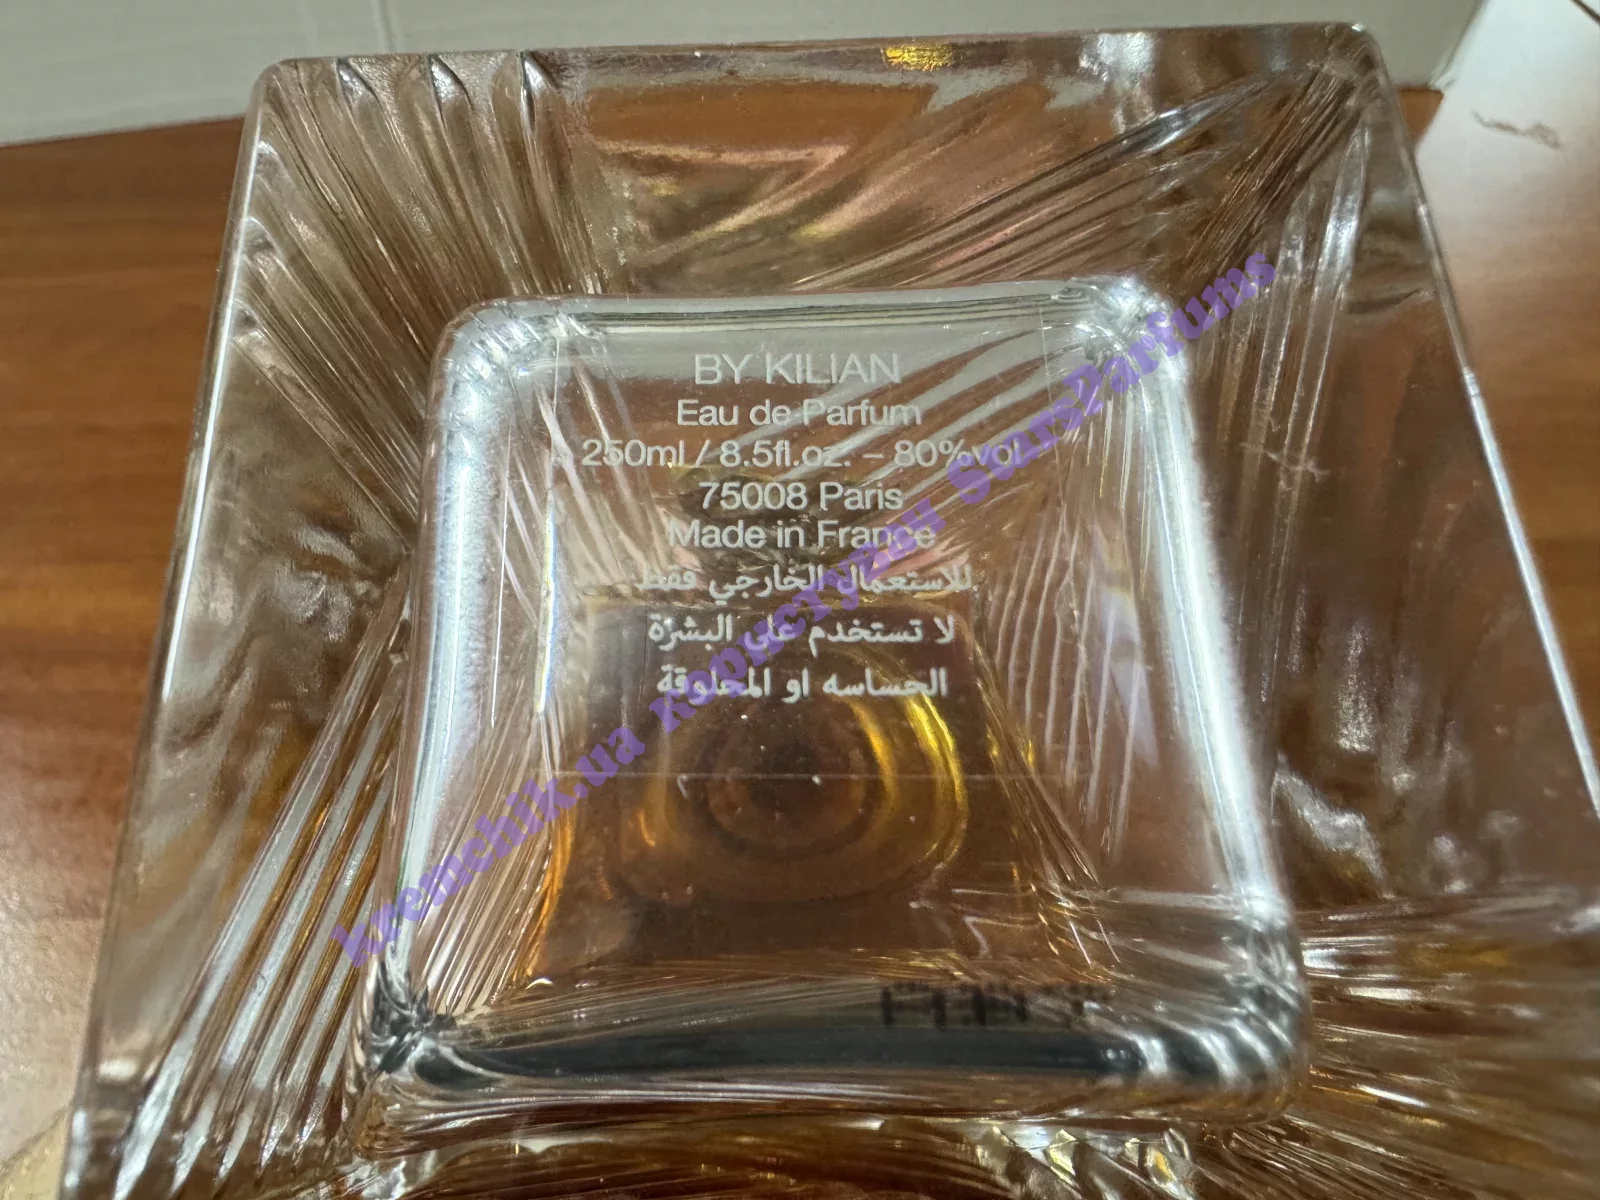 BY KILIAN
Eau de Parfum
250ml / 8.5fl.oz. – 80%vol
75008 Paris
Made in France
للاستعمال الخارجي فقط.
لا تستخدم على البشرة
الحساسه او المحلوقة
kremchik.ua користувач StarsParfums